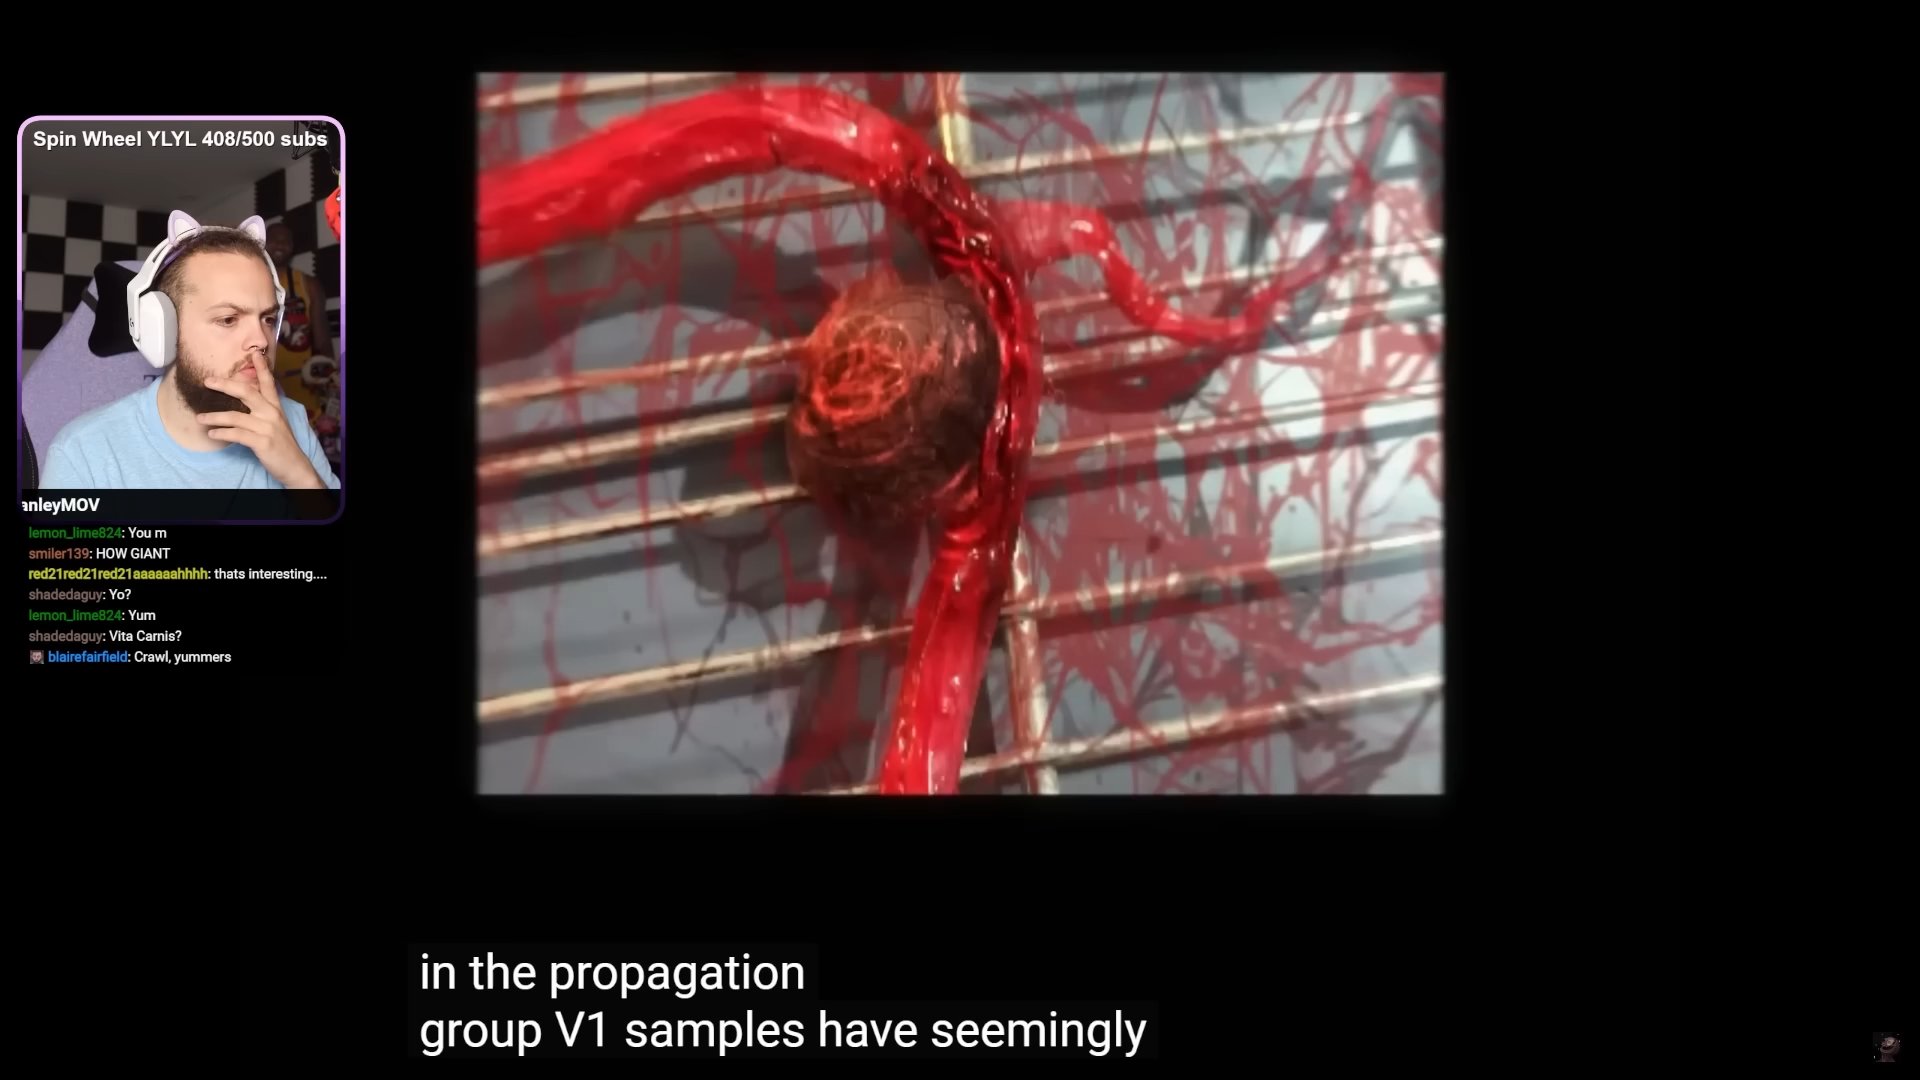 Spin Wheel YLYL 408/500 subs
anleyMOV
lemon_lime824: You m
smiler139: HOW GIANT
red21red21red21aaaaaahhhh: thats interesting....
shadedaguy: Yo?
lemon_lime824: Yum
shadedaguy: Vita Carnis?
blairefairfield: Crawl, yummers
in the propagation
group V1 samples have seemingly